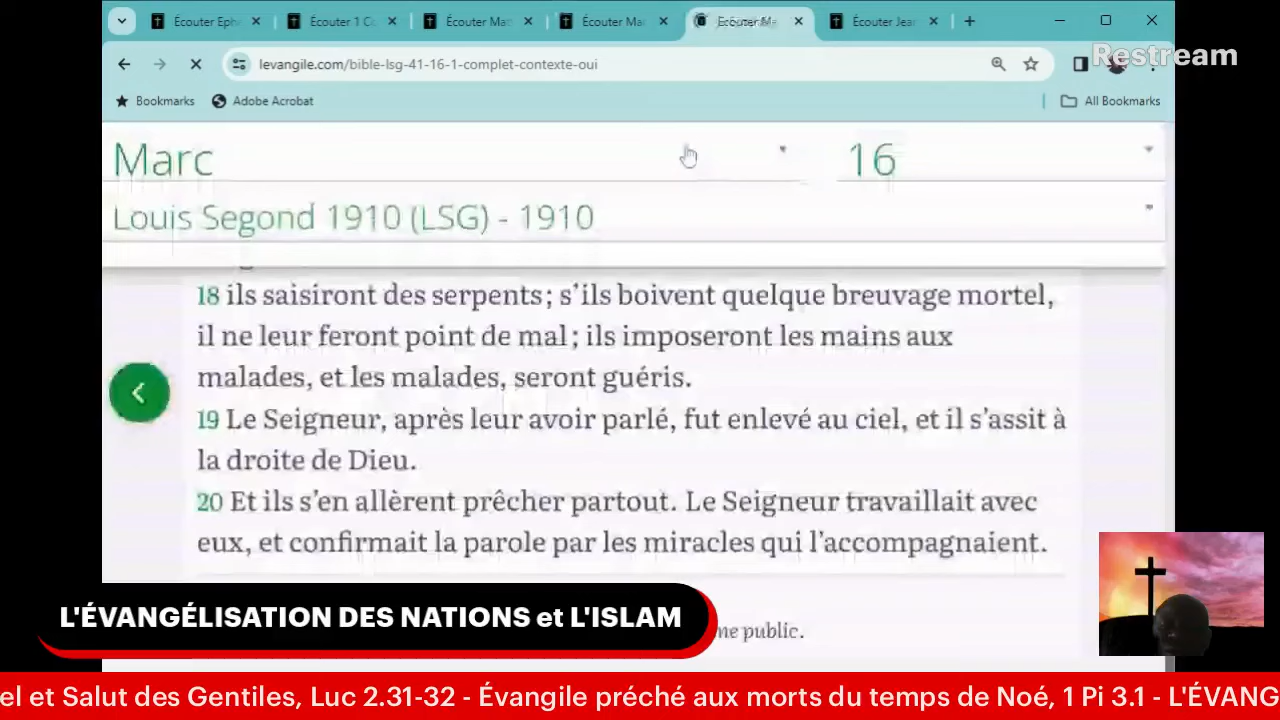 Écouter Eph
Écouter 1 C
Écouter Ma
Écouter Ma
Écouter Ma
Écouter Jea
levangile.com/bible-lsg-41-16-1-complet-contexte-oui
Restream
Bookmarks
Adobe Acrobat
All Bookmarks
Marc
16
Louis Segond 1910 (LSG) - 1910
18 ils saisiront des serpents; s’ils boivent quelque breuvage mortel,
il ne leur feront point de mal; ils imposeront les mains aux
malades, et les malades, seront guéris.
19 Le Seigneur, après leur avoir parlé, fut enlevé au ciel, et il s’assit à
la droite de Dieu.
20 Et ils s’en allèrent prêcher partout. Le Seigneur travaillait avec
eux, et confirmait la parole par les miracles qui l’accompagnaient.
L'ÉVANGÉLISATION DES NATIONS et L'ISLAM
ne public.
el et Salut des Gentiles, Luc 2.31-32 - Évangile préché aux morts du temps de Noé, 1 Pi 3.1 - L'ÉVANG